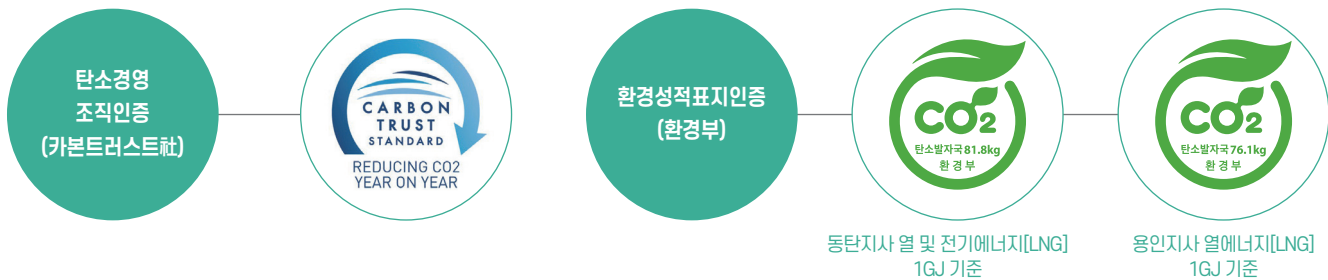 탄소경영
조직인증
(카본트러스트社)
CARBON
TRUST
STANDARD
REDUCING CO2
YEAR ON YEAR
환경성적표지인증
(환경부)
CO2
탄소발자국 81.8kg
환경부
동탄지사 열 및 전기에너지[LNG]
1GJ 기준
CO2
탄소발자국 76.1kg
환경부
용인지사 열에너지[LNG]
1GJ 기준